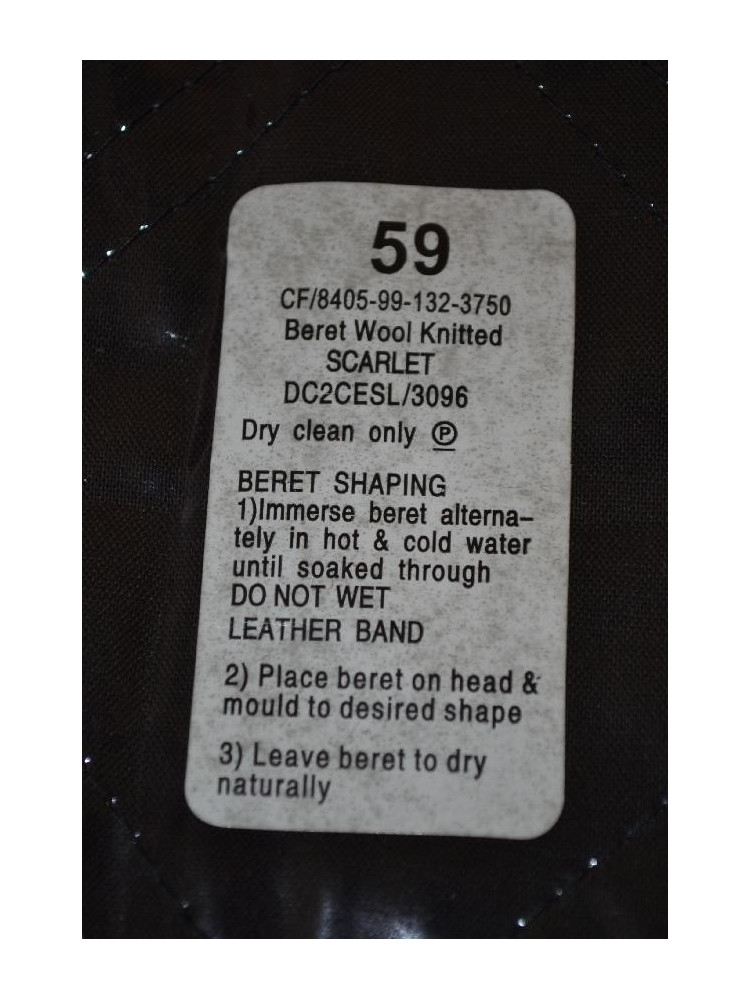 59
CF/8405-99-132-3750
Beret Wool Knitted
SCARLET
DC2CESL/3096
Dry clean only Ⓟ
BERET SHAPING
1)Immerse beret alterna–
tely in hot & cold water
until soaked through
DO NOT WET
LEATHER BAND
2) Place beret on head &
mould to desired shape
3) Leave beret to dry
naturally